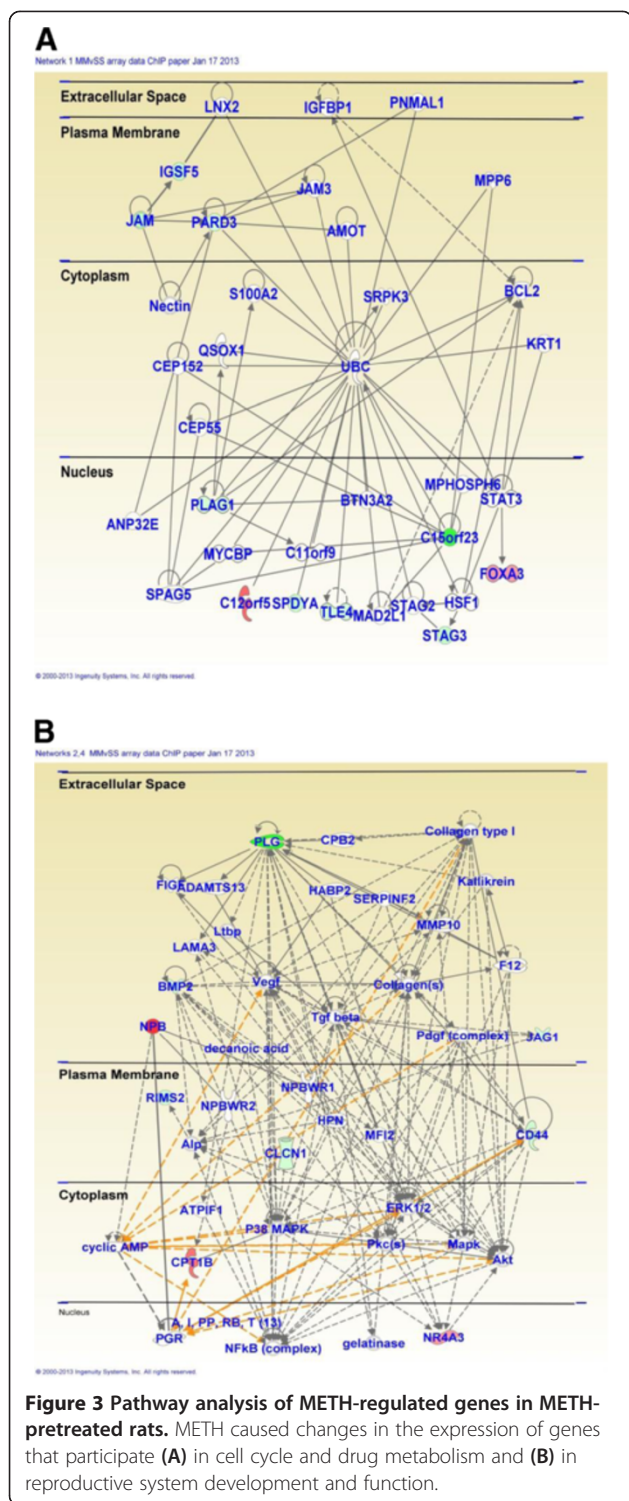 A
Network 1 MMvSS array data ChIP paper Jan 17 2013
Extracellular Space
LNX2 IGFBP1 PNMAL1
Plasma Membrane
IGSF5
JAM3 MPP6
JAM PARD3
AMOT
Cytoplasm
Nectin S100A2 SRPK3 BCL2
QSOX1 KRT1
CEP152 UBC
CEP55
Nucleus
MPHOSPH6
PLAG1 BTN3A2 STAT3
ANP32E
C15orf23
MYCBP C11orf9
FOXA3
SPAG5
C12orf5 SPDYA TLE4 MAD2L1 STAG2 HSF1
STAG3
© 2000-2013 Ingenuity Systems, Inc. All rights reserved.
B
Networks 2,4 MMvSS array data ChIP paper Jan 17 2013
Extracellular Space
Collagen type I
PLG CPB2
FIGF ADAMTS13 HABP2 SERPINF2 Kallikrein
Ltbp MMP10
LAMA3
F12
BMP2 Vegf Collagen(s)
Tgf beta
NPB
decanoic acid Pdgf (complex) JAG1
Plasma Membrane
NPBWR1
RIMS2 NPBWR2
HPN
Alp MFI2 CD44
CLCN1
Cytoplasm
ATPIF1 ERK1/2
P38 MAPK
cyclic AMP Pkc(s) Mapk
CPT1B Akt
Nucleus
A, I, PP, RB, T (13)
PGR NFkB (complex) gelatinase NR4A3
© 2000-2013 Ingenuity Systems, Inc. All rights reserved.
Figure 3 Pathway analysis of METH-regulated genes in METH-
pretreated rats. METH caused changes in the expression of genes
that participate (A) in cell cycle and drug metabolism and (B) in
reproductive system development and function.